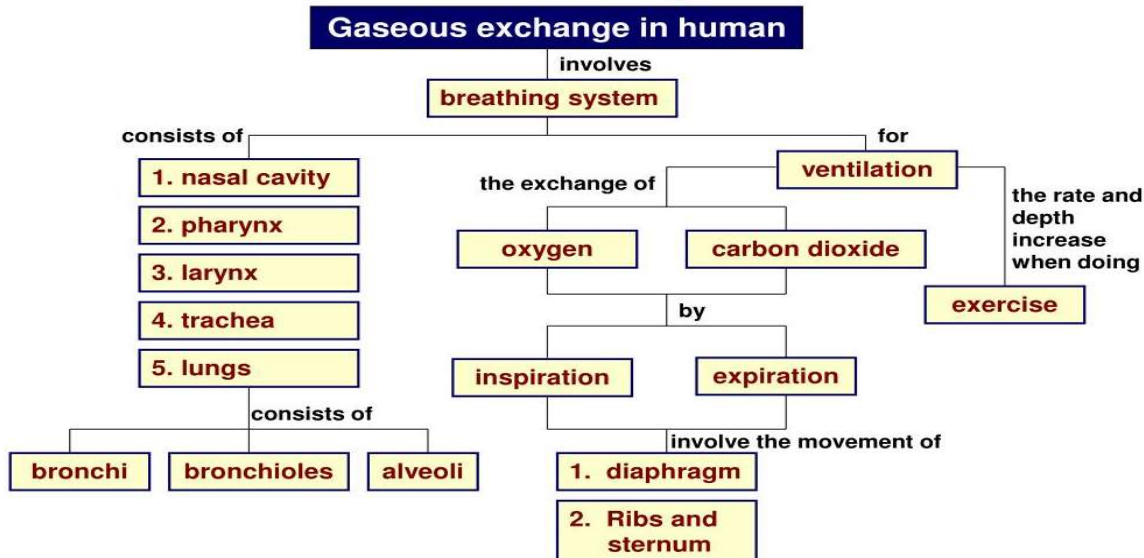 Gaseous exchange in human
involves
breathing system
consists of
for
1. nasal cavity
2. pharynx
3. larynx
4. trachea
5. lungs
consists of
bronchi
bronchioles
alveoli
ventilation
the exchange of
oxygen
carbon dioxide
by
inspiration
expiration
involve the movement of
1. diaphragm
2. Ribs and
sternum
the rate and
depth
increase
when doing
exercise